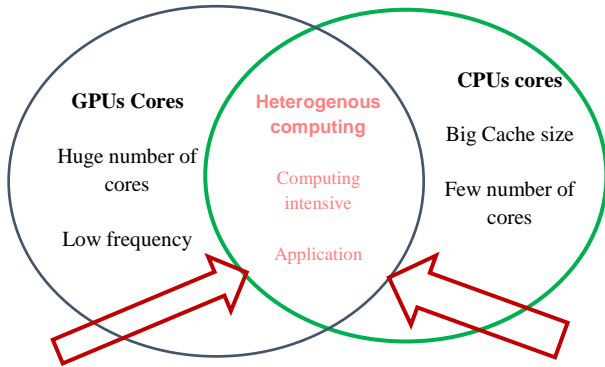 GPUs Cores
Huge number of
cores
Low frequency
Heterogenous
computing
Computing
intensive
Application
CPUs cores
Big Cache size
Few number of
cores